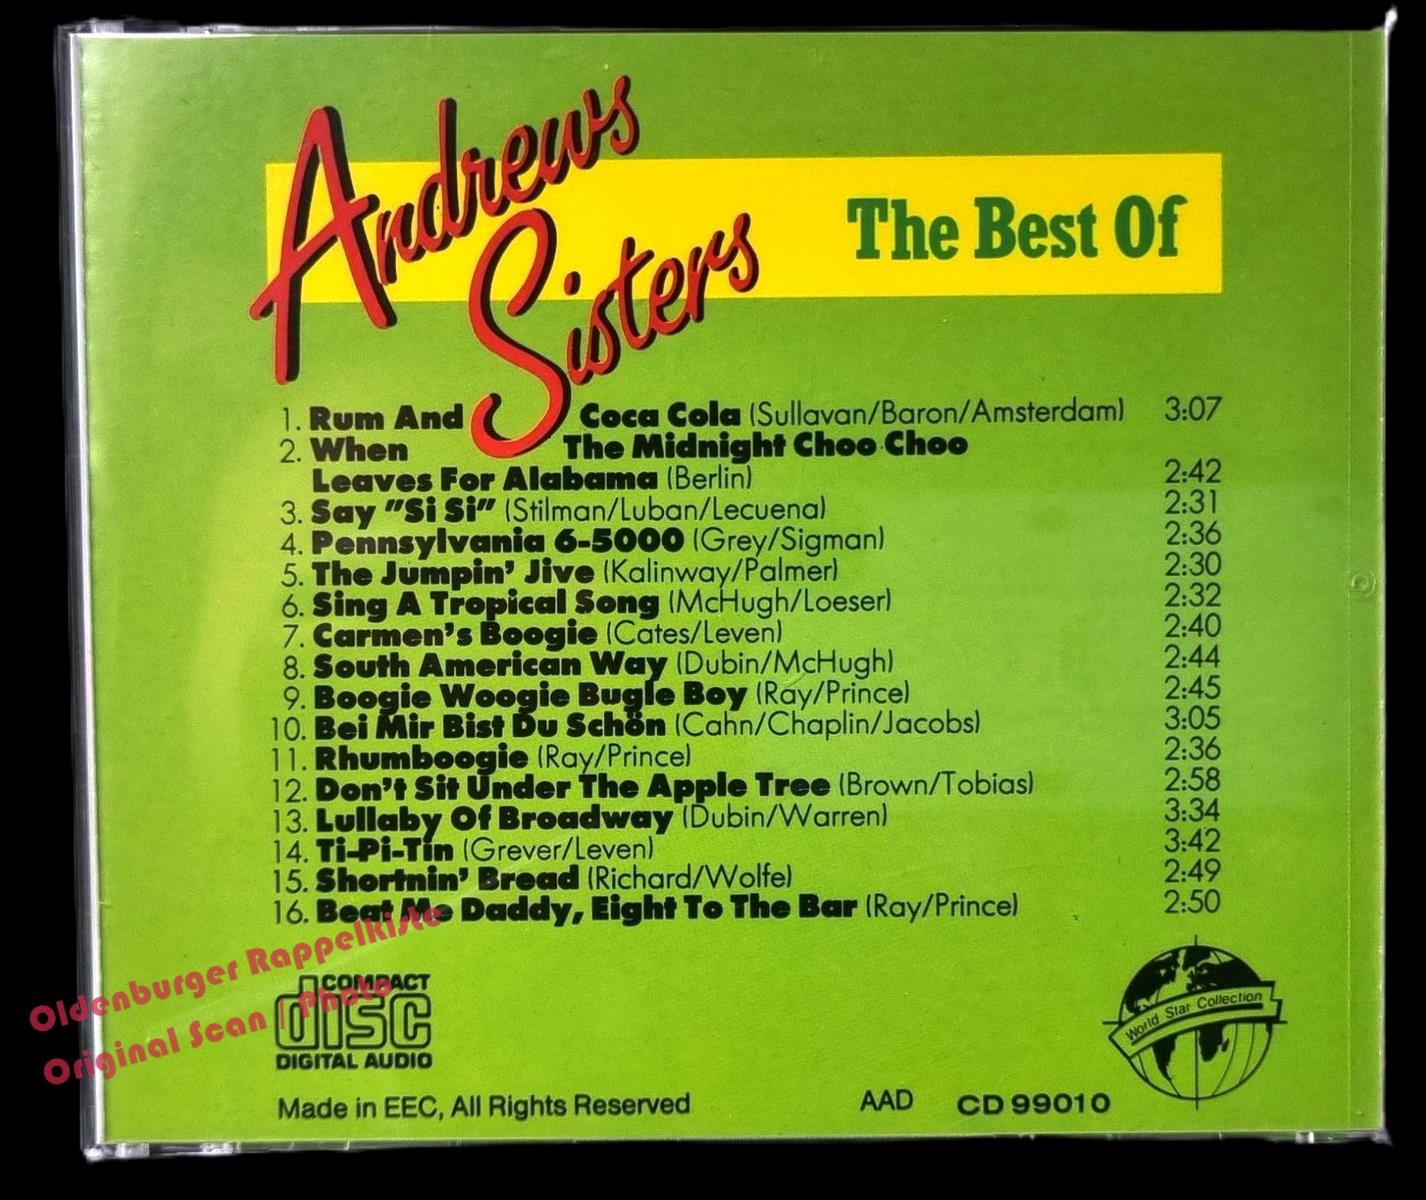 Andrews
Sisters
The Best Of
1. Rum And Coca Cola (Sullavan/Baron/Amsterdam) 3:07
2. When The Midnight Choo Choo
Leaves For Alabama (Berlin) 2:42
3. Say "Si Si" (Stilman/Luban/Lecuena) 2:31
4. Pennsylvania 6-5000 (Grey/Sigman) 2:36
5. The Jumpin' Jive (Kalinway/Palmer) 2:30
6. Sing A Tropical Song (McHugh/Loeser) 2:32
7. Carmen's Boogie (Cates/Leven) 2:40
8. South American Way (Dubin/McHugh) 2:44
9. Boogie Woogie Bugle Boy (Ray/Prince) 2:45
10. Bei Mir Bist Du Schön (Cahn/Chaplin/Jacobs) 3:05
11. Rhumboogie (Ray/Prince) 2:36
12. Don't Sit Under The Apple Tree (Brown/Tobias) 2:58
13. Lullaby Of Broadway (Dubin/Warren) 3:34
14. Ti-Pi-Tin (Grever/Leven) 3:42
15. Shortnin' Bread (Richard/Wolfe) 2:49
16. Beat Me Daddy, Eight To The Bar (Ray/Prince) 2:50
Oldenburger Rappelkiste
Original Scan | Photo
COMPACT
disc
DIGITAL AUDIO
World Star Collection
Made in EEC, All Rights Reserved AAD CD 99010